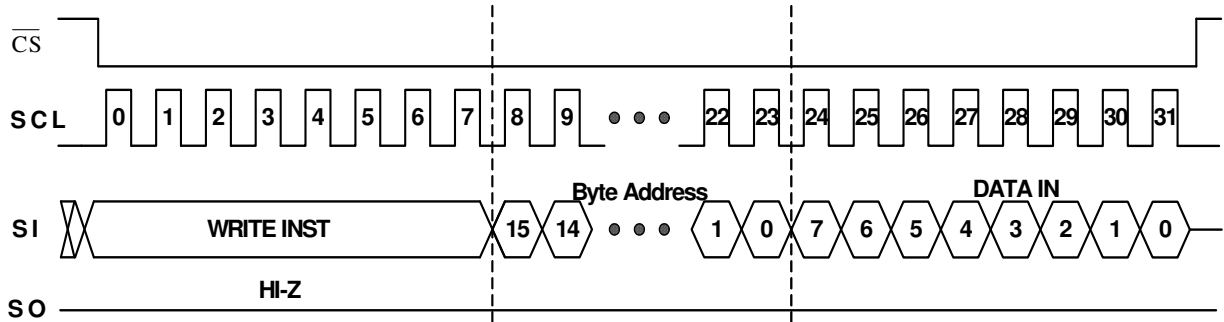 CS
SCL 0 1 2 3 4 5 6 7 8 9 22 23 24 25 26 27 28 29 30 31
Byte Address DATA IN
SI WRITE INST 15 14 1 0 7 6 5 4 3 2 1 0
HI-Z
SO